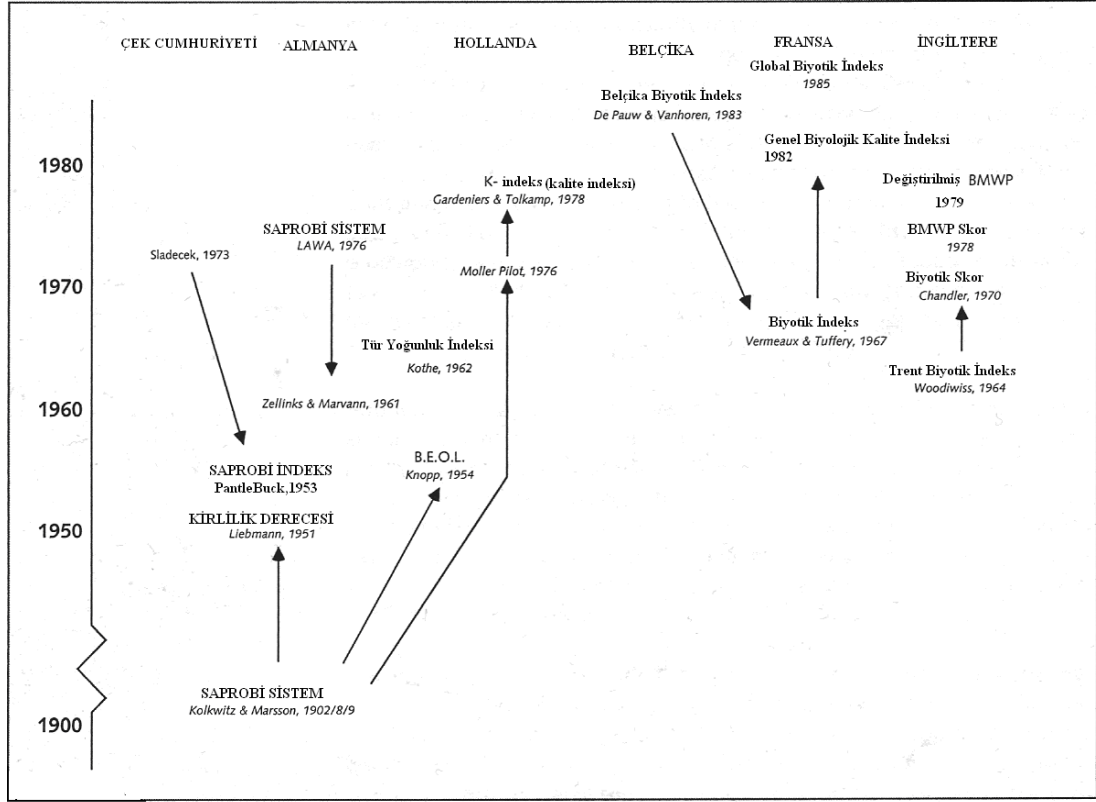 ÇEK CUMHURİYETİ
ALMANYA
HOLLANDA
BELÇİKA
FRANSA
İNGİLTERE
Global Biyotik İndeks
1985
Belçika Biyotik İndeks
De Pauw & Vanhoren, 1983
Genel Biyolojik Kalite İndeksi
1982
1980
K- indeks (kalite indeksi)
Gardeniers & Tolkamp, 1978
Değiştirilmiş BMWP
1979
SAPROBİ SİSTEM
LAWA, 1976
BMWP Skor
1978
Sladecek, 1973
Moller Pilot, 1976
Biyotik Skor
Chandler, 1970
1970
Biyotik İndeks
Vermeaux & Tuffery, 1967
Tür Yoğunluk İndeksi
Kothe, 1962
Trent Biyotik İndeks
Woodiwiss, 1964
1960
Zellinks & Marvann, 1961
SAPROBİ İNDEKS
PantleBuck,1953
B.E.O.L.
Knopp, 1954
KİRLİLİK DERECESİ
Liebmann, 1951
1950
SAPROBİ SİSTEM
Kolkwitz & Marsson, 1902/8/9
1900